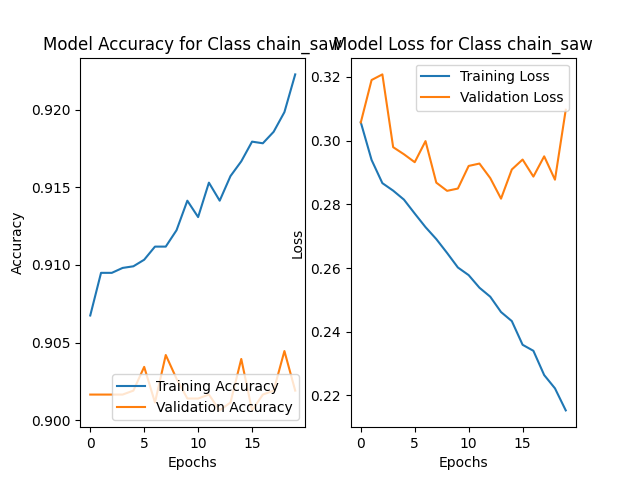 Model Accuracy for Class chain_saw
Model Loss for Class chain_saw
Accuracy
0.920
0.915
0.910
0.905
0.900
Training Accuracy
Validation Accuracy
0 5 10 15
Epochs
Loss
0.32
0.30
0.28
0.26
0.24
0.22
Training Loss
Validation Loss
0 5 10 15
Epochs